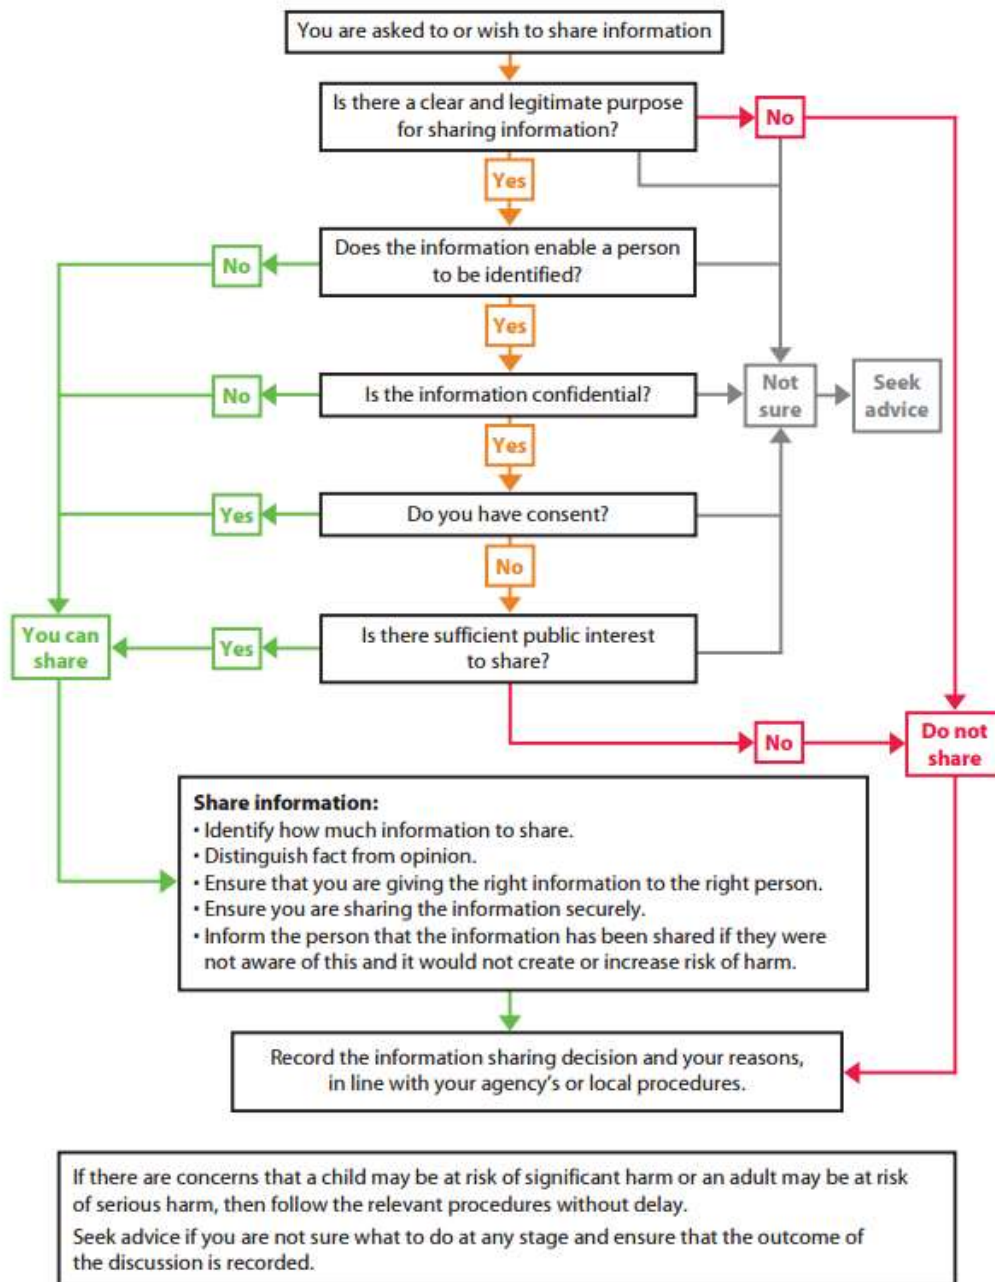 You are asked to or wish to share information
Is there a clear and legitimate purpose
for sharing information?
No
Yes
Does the information enable a person
to be identified?
No
Yes
Is the information confidential?
No
Not
sure
Seek
advice
Yes
Do you have consent?
Yes
No
Is there sufficient public interest
to share?
Yes
You can
share
No
Do not
share
Share information:
• Identify how much information to share.
• Distinguish fact from opinion.
• Ensure that you are giving the right information to the right person.
• Ensure you are sharing the information securely.
• Inform the person that the information has been shared if they were
not aware of this and it would not create or increase risk of harm.
Record the information sharing decision and your reasons,
in line with your agency's or local procedures.
If there are concerns that a child may be at risk of significant harm or an adult may be at risk
of serious harm, then follow the relevant procedures without delay.
Seek advice if you are not sure what to do at any stage and ensure that the outcome of
the discussion is recorded.